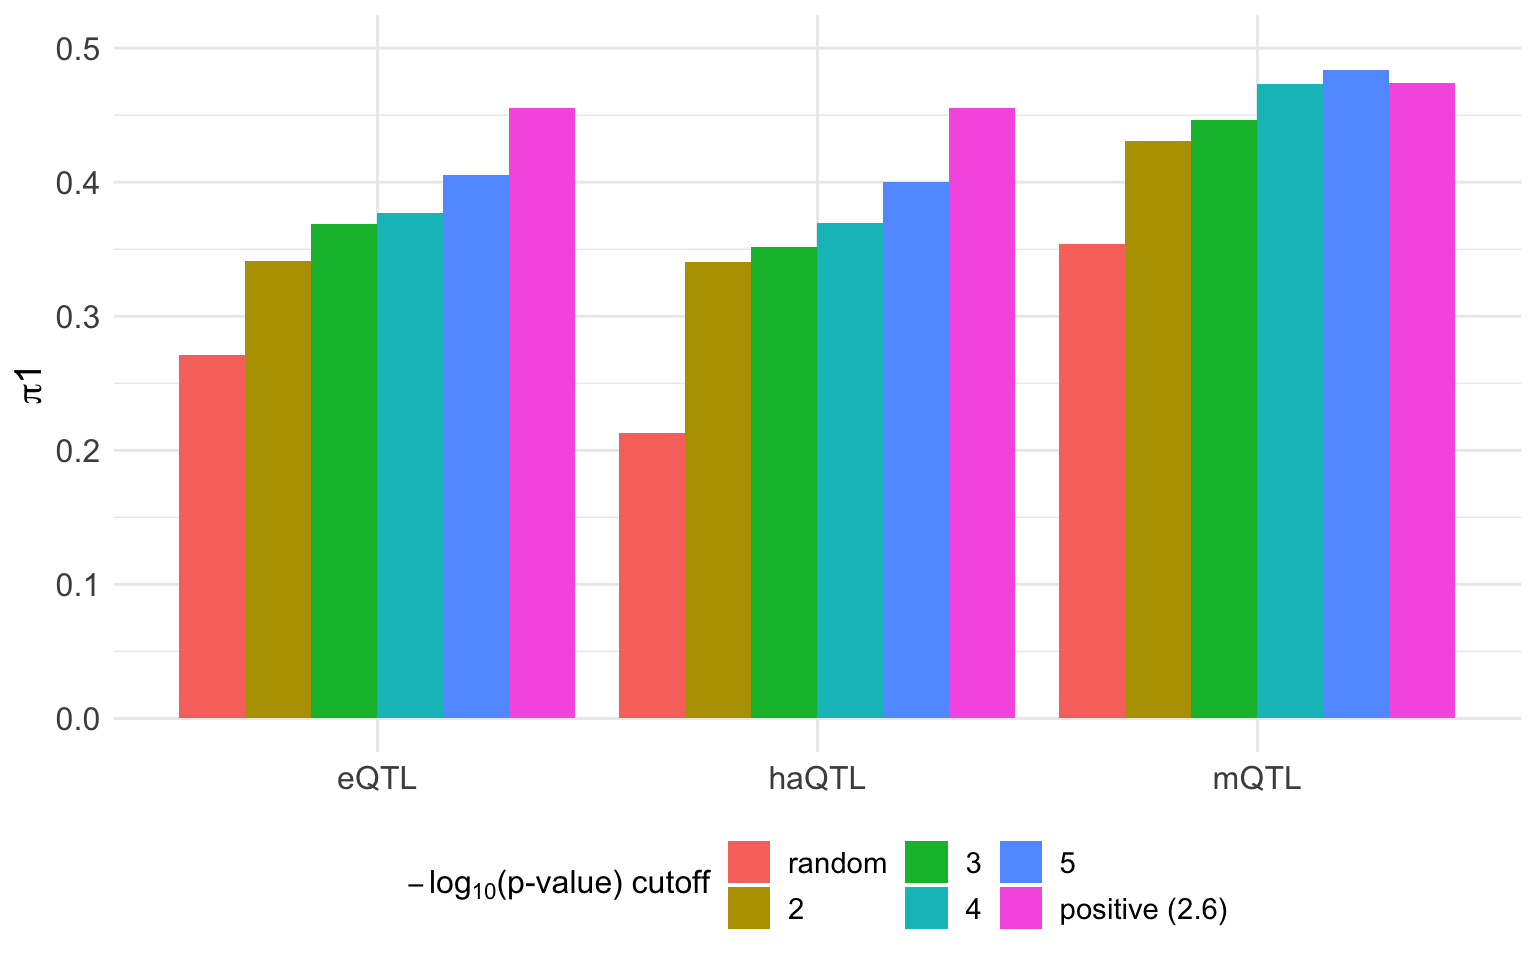 0.5
0.4
0.3
0.2
0.1
0.0
π1
eQTL haQTL mQTL
−log10(p-value) cutoff
random 3 5
2 4 positive (2.6)